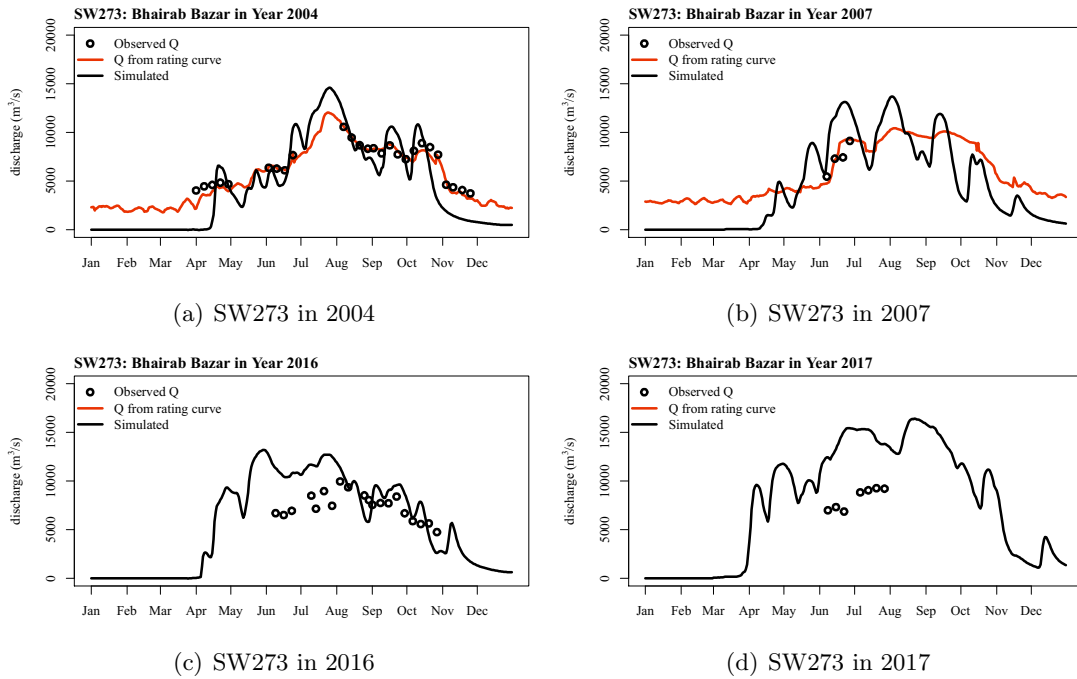 SW273: Bhairab Bazar in Year 2004
discharge (m³/s)
0 5000 10000 15000 20000
Observed Q
Q from rating curve
Simulated
Jan Feb Mar Apr May Jun Jul Aug Sep Oct Nov Dec
(a) SW273 in 2004
SW273: Bhairab Bazar in Year 2007
discharge (m³/s)
0 5000 10000 15000 20000
Observed Q
Q from rating curve
Simulated
Jan Feb Mar Apr May Jun Jul Aug Sep Oct Nov Dec
(b) SW273 in 2007
SW273: Bhairab Bazar in Year 2016
discharge (m³/s)
0 5000 10000 15000 20000
Observed Q
Q from rating curve
Simulated
Jan Feb Mar Apr May Jun Jul Aug Sep Oct Nov Dec
(c) SW273 in 2016
SW273: Bhairab Bazar in Year 2017
discharge (m³/s)
0 5000 10000 15000 20000
Observed Q
Q from rating curve
Simulated
Jan Feb Mar Apr May Jun Jul Aug Sep Oct Nov Dec
(d) SW273 in 2017